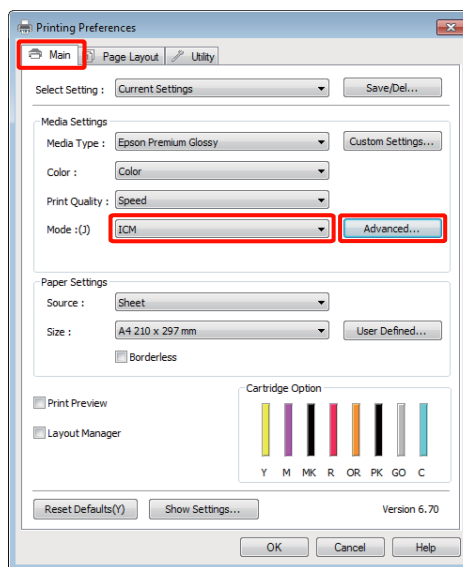 Printing Preferences
Main Page Layout Utility
Select Setting : Current Settings Save/Del...
Media Settings
Media Type : Epson Premium Glossy Custom Settings...
Color : Color
Print Quality : Speed
Mode :(J) ICM Advanced...
Paper Settings
Source : Sheet
Size : A4 210 x 297 mm User Defined...
Borderless
Print Preview
Layout Manager
Cartridge Option
Y M MK R OR PK GO C
Reset Defaults(Y) Show Settings... Version 6.70
OK Cancel Help